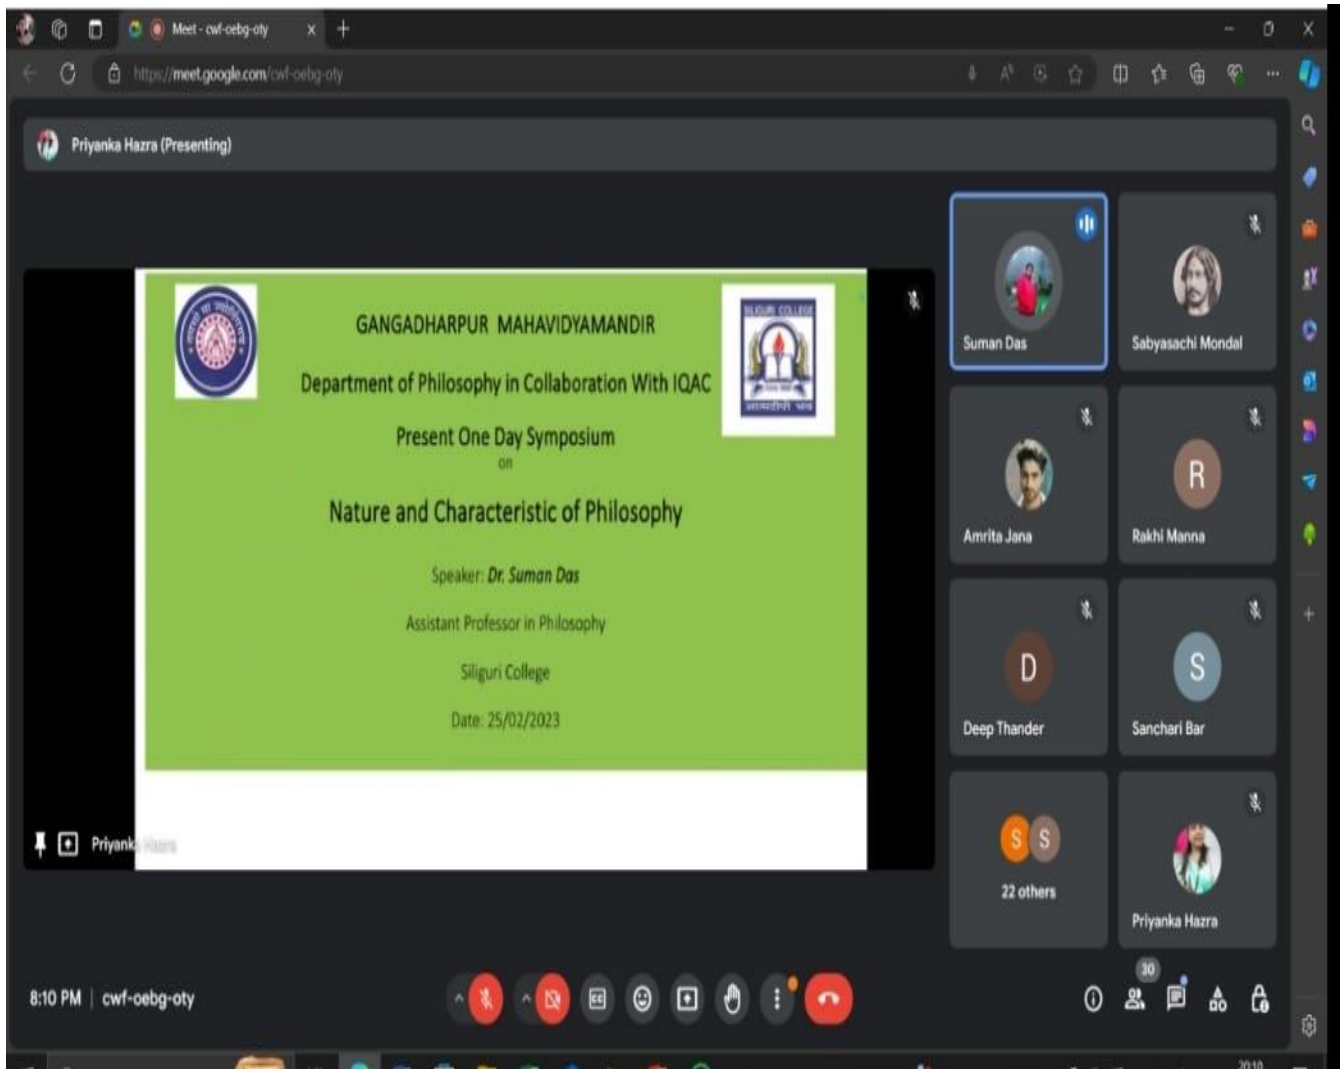 Meet - cwf-oebg-oty
https://meet.google.com/cwf-oebg-oty
Priyanka Hazra (Presenting)
GANGADHARPUR MAHAVIDYAMANDIR
Department of Philosophy in Collaboration With IQAC
Present One Day Symposium
on
Nature and Characteristic of Philosophy
Speaker: Dr. Suman Das
Assistant Professor in Philosophy
Siliguri College
Date: 25/02/2023
SILIGURI COLLEGE
Priyanka Hazra
Suman Das
Sabyasachi Mondal
Amrita Jana
R
Rakhi Manna
D
Deep Thander
S
Sanchari Bar
S S
22 others
Priyanka Hazra
8:10 PM | cwf-oebg-oty
CC
30
20:10